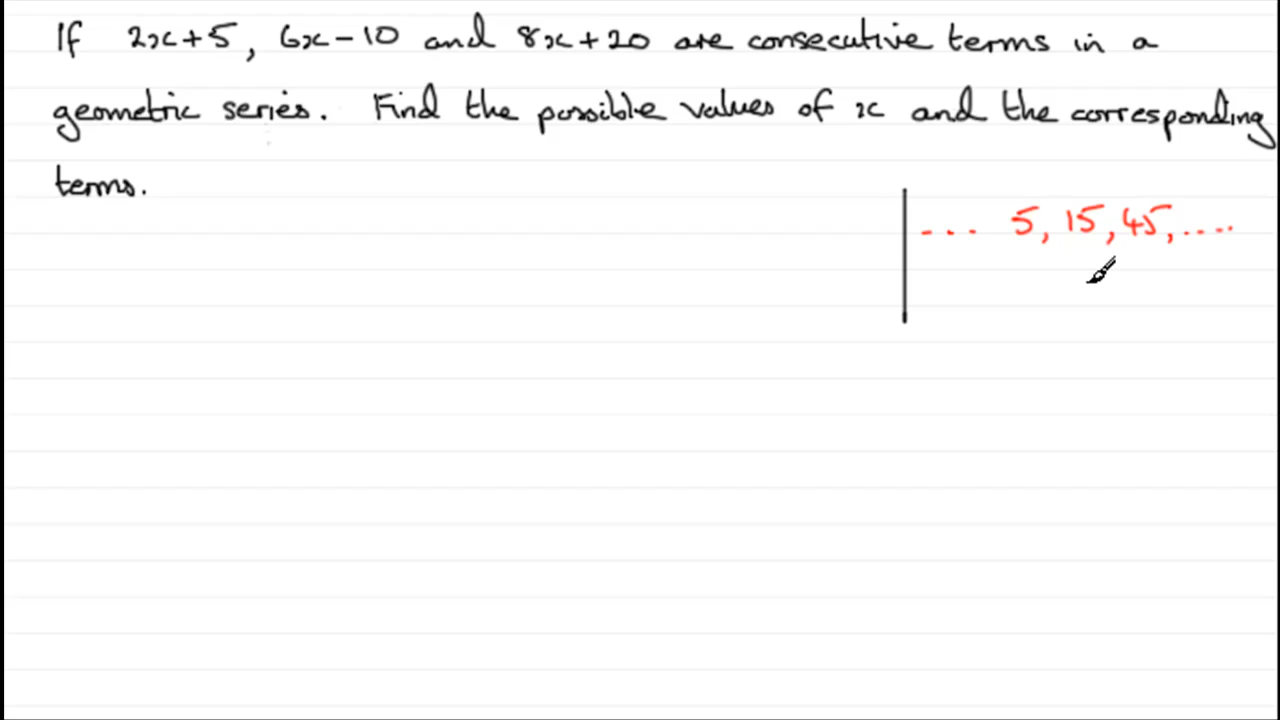 If 2x+5, 6x-10 and 8x+20 are consecutive terms in a
geometric series. Find the possible values of x and the corresponding
terms.
... 5, 15, 45, ....